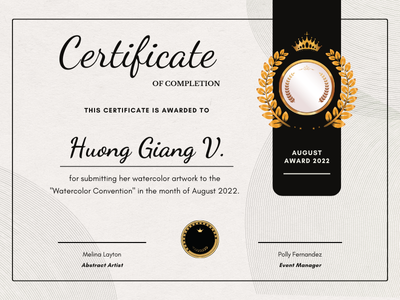 Certificate
OF COMPLETION
THIS CERTIFICATE IS AWARDED TO
Huong Giang V.
for submitting her watercolor artwork to the
"Watercolor Convention" in the month of August 2022.
AUGUST
AWARD 2022
Melina Layton
Abstract Artist
Polly Fernandez
Event Manager